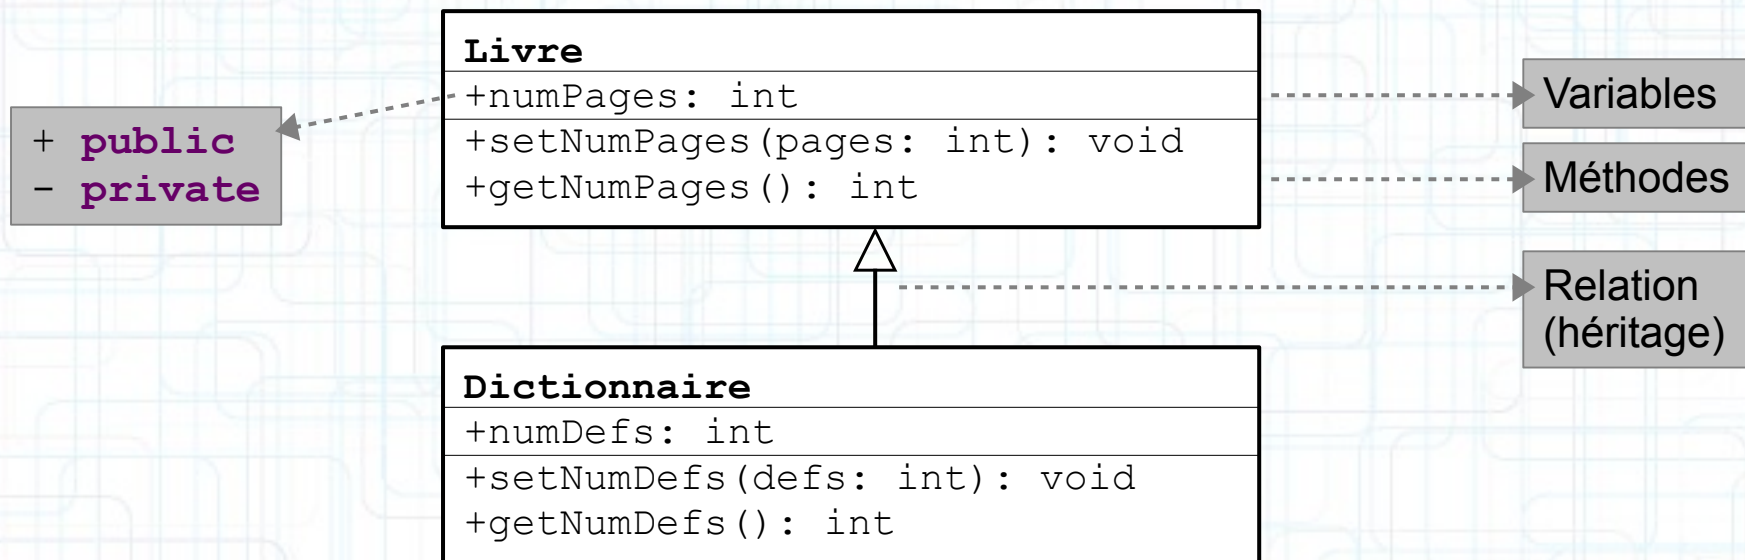 Livre
+numPages: int
+setNumPages(pages: int): void
+getNumPages(): int
+ public
- private
Variables
Méthodes
Relation
(héritage)
Dictionnaire
+numDefs: int
+setNumDefs(defs: int): void
+getNumDefs(): int